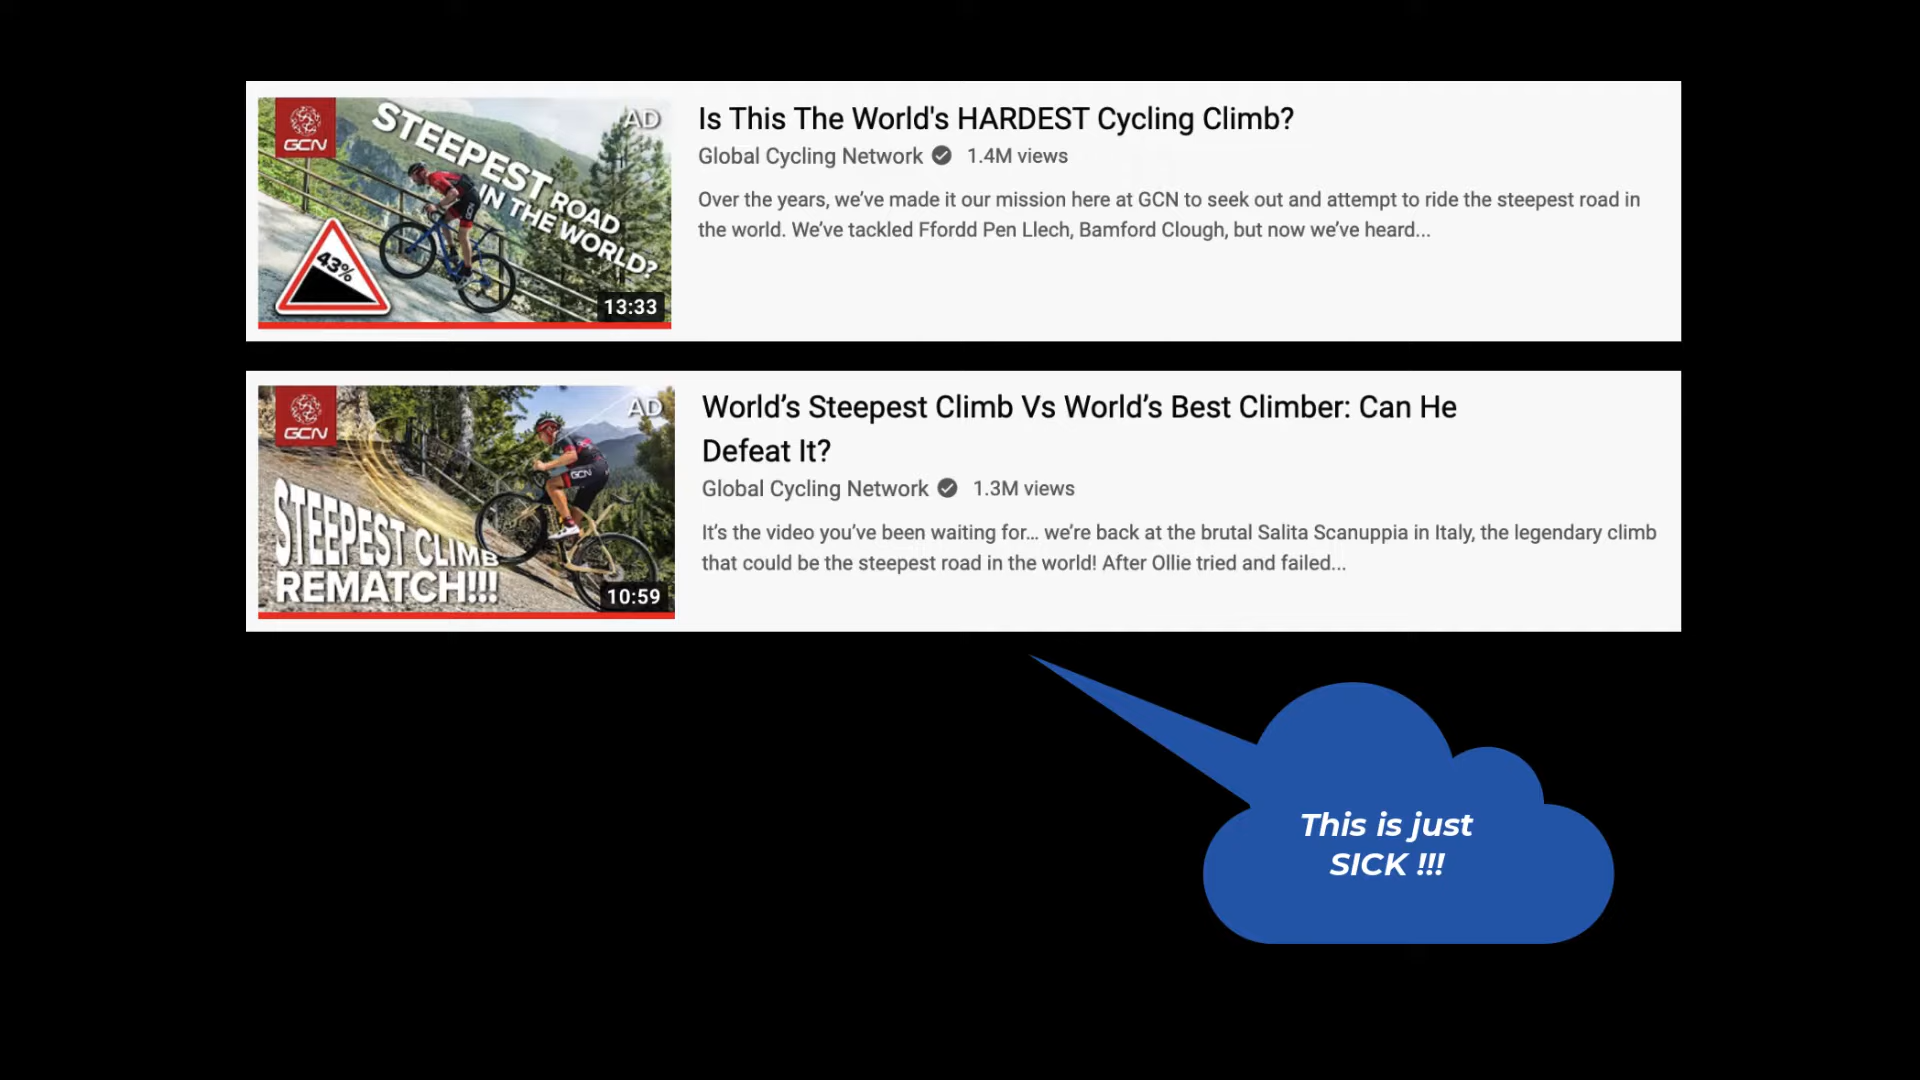 GCN
STEEPEST ROAD
IN THE WORLD?
AD
43%
13:33
Is This The World's HARDEST Cycling Climb?
Global Cycling Network 1.4M views
Over the years, we’ve made it our mission here at GCN to seek out and attempt to ride the steepest road in
the world. We’ve tackled Ffordd Pen Llech, Bamford Clough, but now we’ve heard...
GCN
AD
GCN
STEEPEST CLIMB
REMATCH!!!
10:59
World’s Steepest Climb Vs World’s Best Climber: Can He
Defeat It?
Global Cycling Network 1.3M views
It’s the video you’ve been waiting for... we’re back at the brutal Salita Scanuppia in Italy, the legendary climb
that could be the steepest road in the world! After Ollie tried and failed...
This is just
SICK !!!